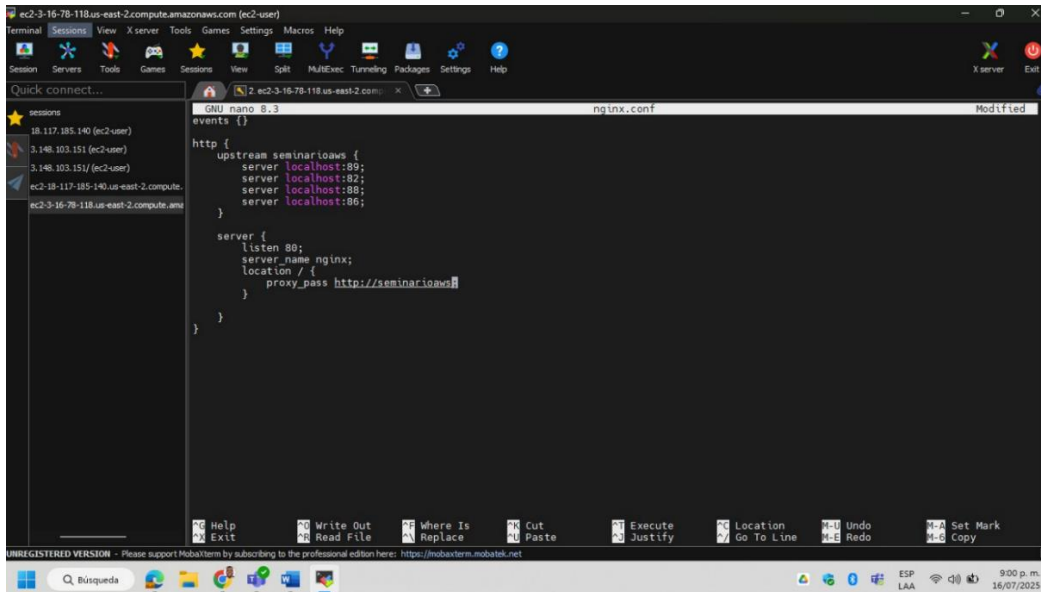 ec2-3-16-78-118.us-east-2.compute.amazonaws.com (ec2-user)
Terminal Sessions View X server Tools Games Settings Macros Help
Session Servers Tools Games Sessions View Split MultiExec Tunneling Packages Settings Help X server Exit
Quick connect... 2. ec2-3-16-78-118.us-east-2.comp
sessions
18.117.185.140 (ec2-user)
3.148.103.151 (ec2-user)
3.148.103.151/ (ec2-user)
ec2-18-117-185-140.us-east-2.compute.
ec2-3-16-78-118.us-east-2.compute.ama
GNU nano 8.3 nginx.conf Modified
events {}
http {
upstream seminarioaws {
server localhost:89;
server localhost:82;
server localhost:88;
server localhost:86;
}
server {
listen 80;
server_name nginx;
location / {
proxy_pass http://seminarioaws;
}
}
}
^G Help ^O Write Out ^F Where Is ^K Cut ^T Execute ^C Location M-U Undo M-A Set Mark
^X Exit ^R Read File ^\ Replace ^U Paste ^J Justify ^/ Go To Line M-E Redo M-6 Copy
UNREGISTERED VERSION - Please support MobaXterm by subscribing to the professional edition here: https://mobaxterm.mobatek.net
Búsqueda
ESP
LAA
9:00 p. m.
16/07/2025